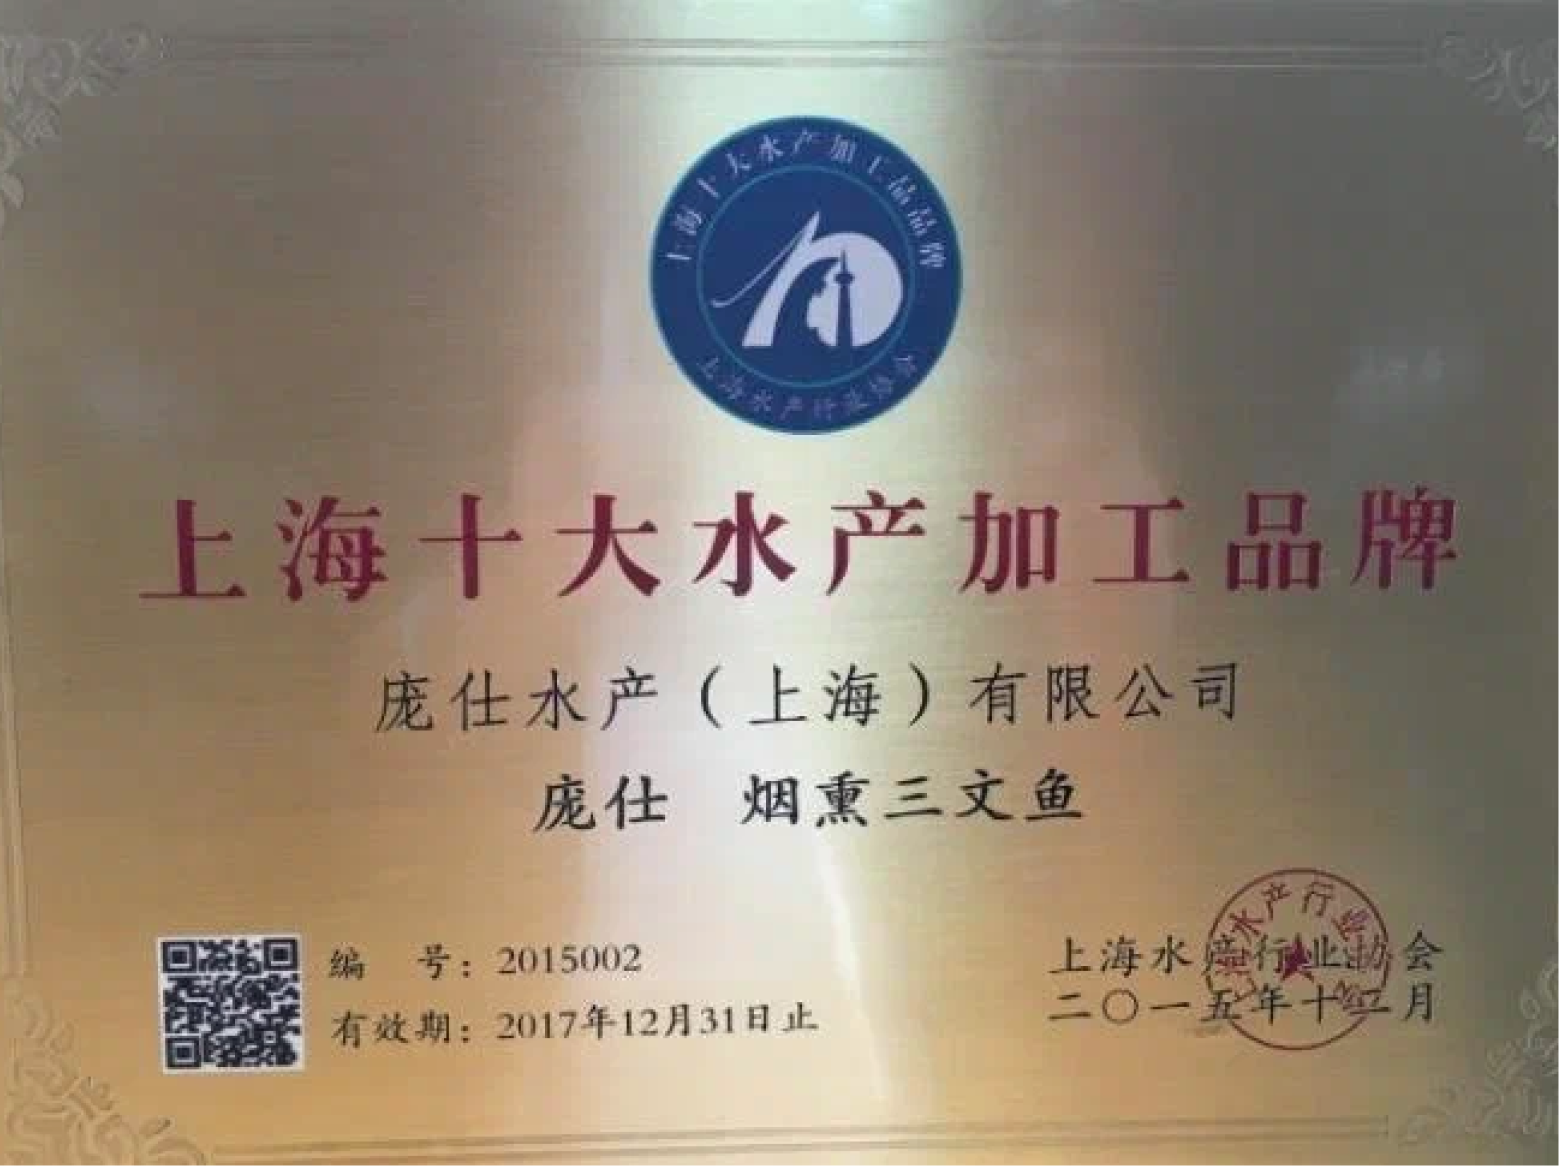 上海十大水产加工品品牌
上海水产行业协会
上海十大水产加工品牌
庞仕水产（上海）有限公司
庞仕 烟熏三文鱼
编 号：2015002
有效期：2017年12月31日止
上海水产行业协会
二〇一五年十二月